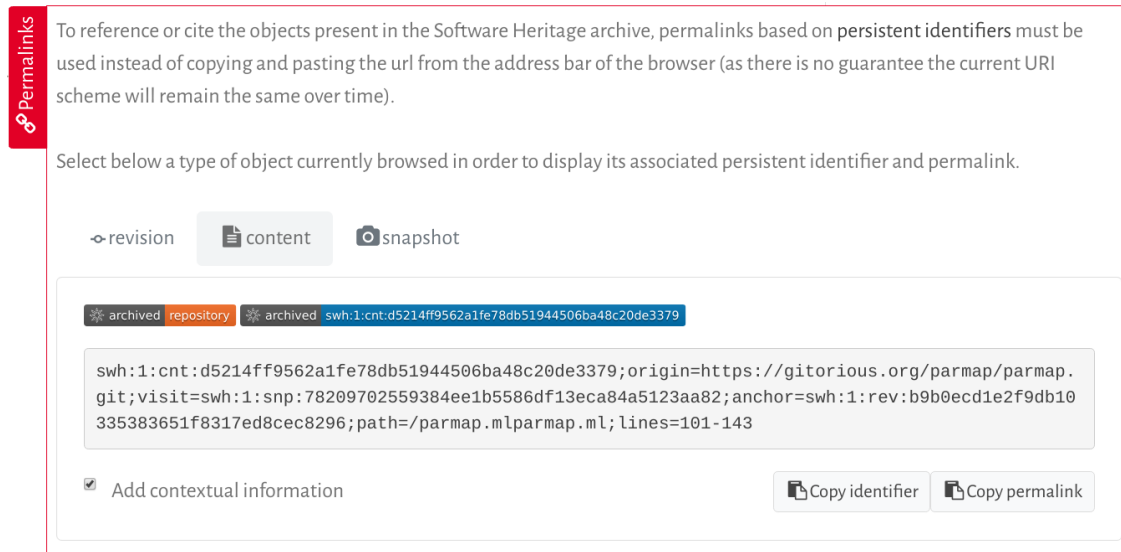 Permalinks
To reference or cite the objects present in the Software Heritage archive, permalinks based on persistent identifiers must be
used instead of copying and pasting the url from the address bar of the browser (as there is no guarantee the current URI
scheme will remain the same over time).
Select below a type of object currently browsed in order to display its associated persistent identifier and permalink.
revision content snapshot
archived repository archived swh:1:cnt:d5214ff9562a1fe78db51944506ba48c20de3379
swh:1:cnt:d5214ff9562a1fe78db51944506ba48c20de3379;origin=https://gitorious.org/parmap/parmap.
git;visit=swh:1:snp:78209702559384ee1b5586df13eca84a5123aa82;anchor=swh:1:rev:b9b0ecd1e2f9db10
335383651f8317ed8cec8296;path=/parmap.mlparmap.ml;lines=101-143
Add contextual information Copy identifier Copy permalink